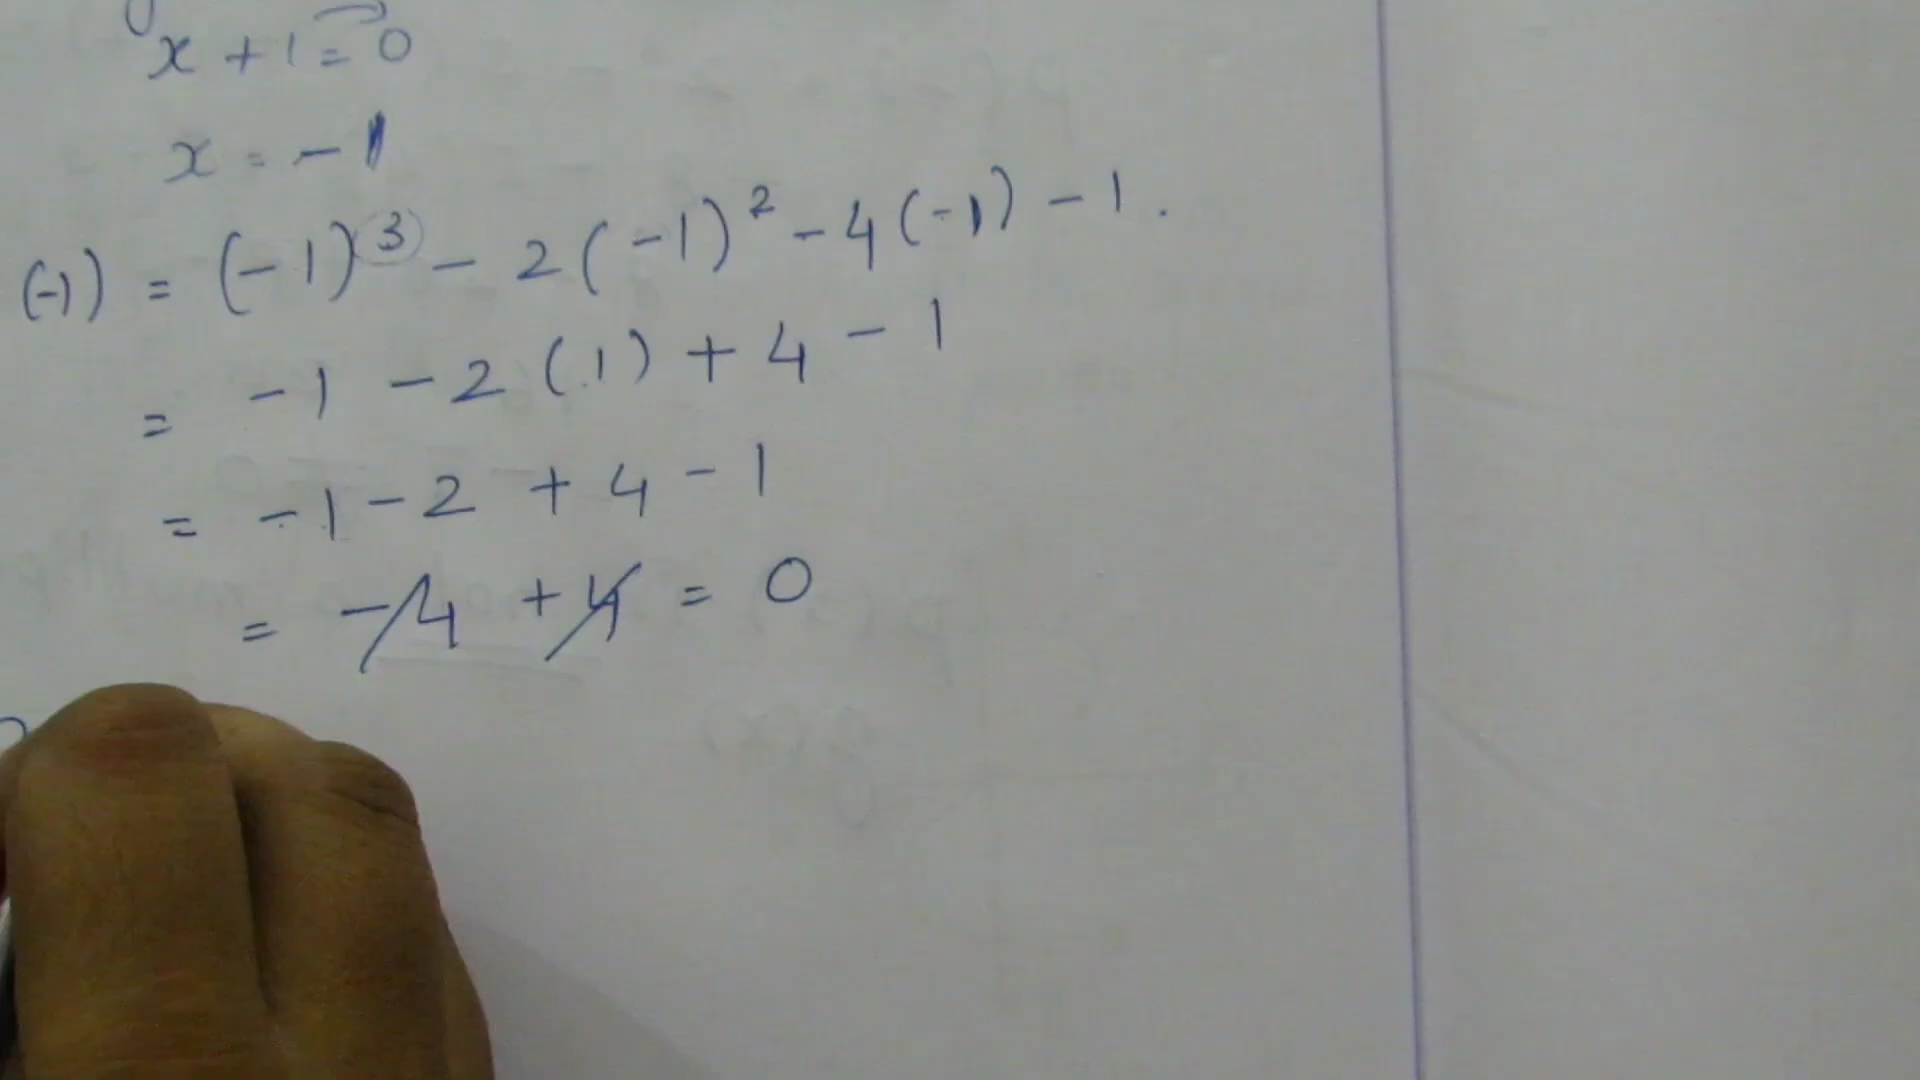 x + 1 = 0
x = - 1
(-1) = (-1)³ - 2(-1)² - 4(-1) - 1.
= -1 - 2(1) + 4 - 1
= -1 - 2 + 4 - 1
= -4 + 4 = 0